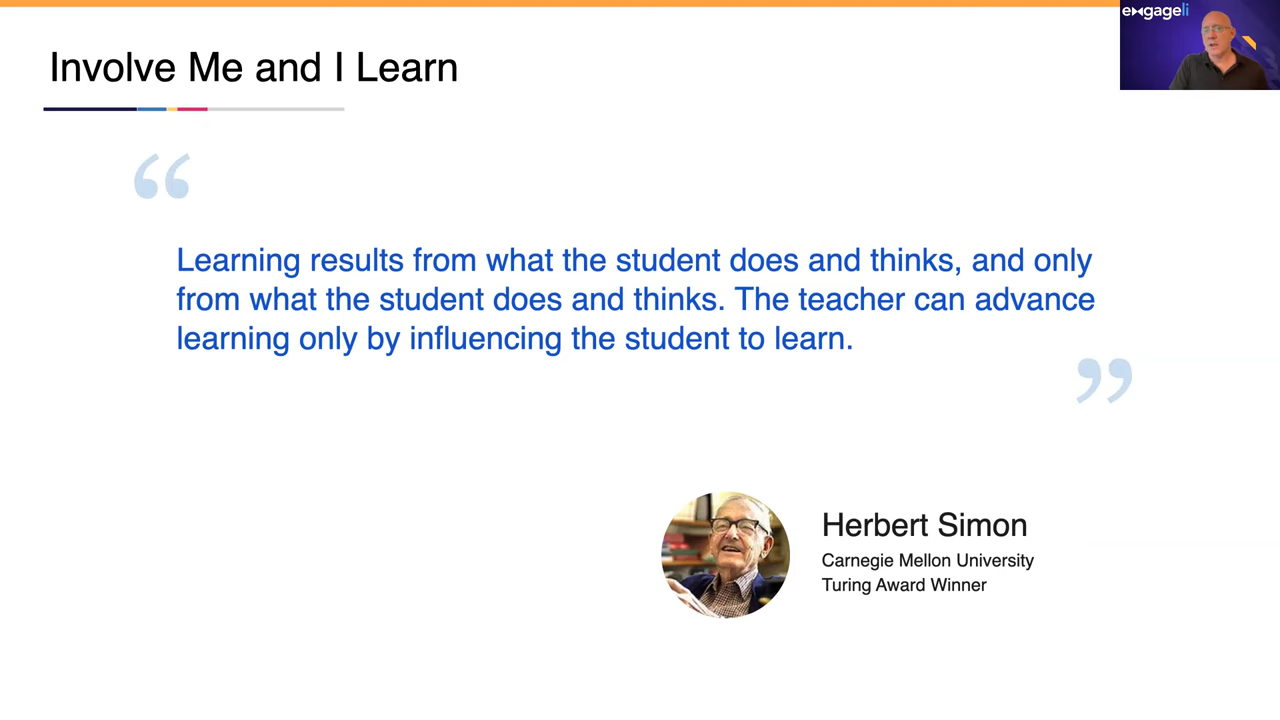 engageli
Involve Me and I Learn
“
Learning results from what the student does and thinks, and only
from what the student does and thinks. The teacher can advance
learning only by influencing the student to learn.
”
Herbert Simon
Carnegie Mellon University
Turing Award Winner